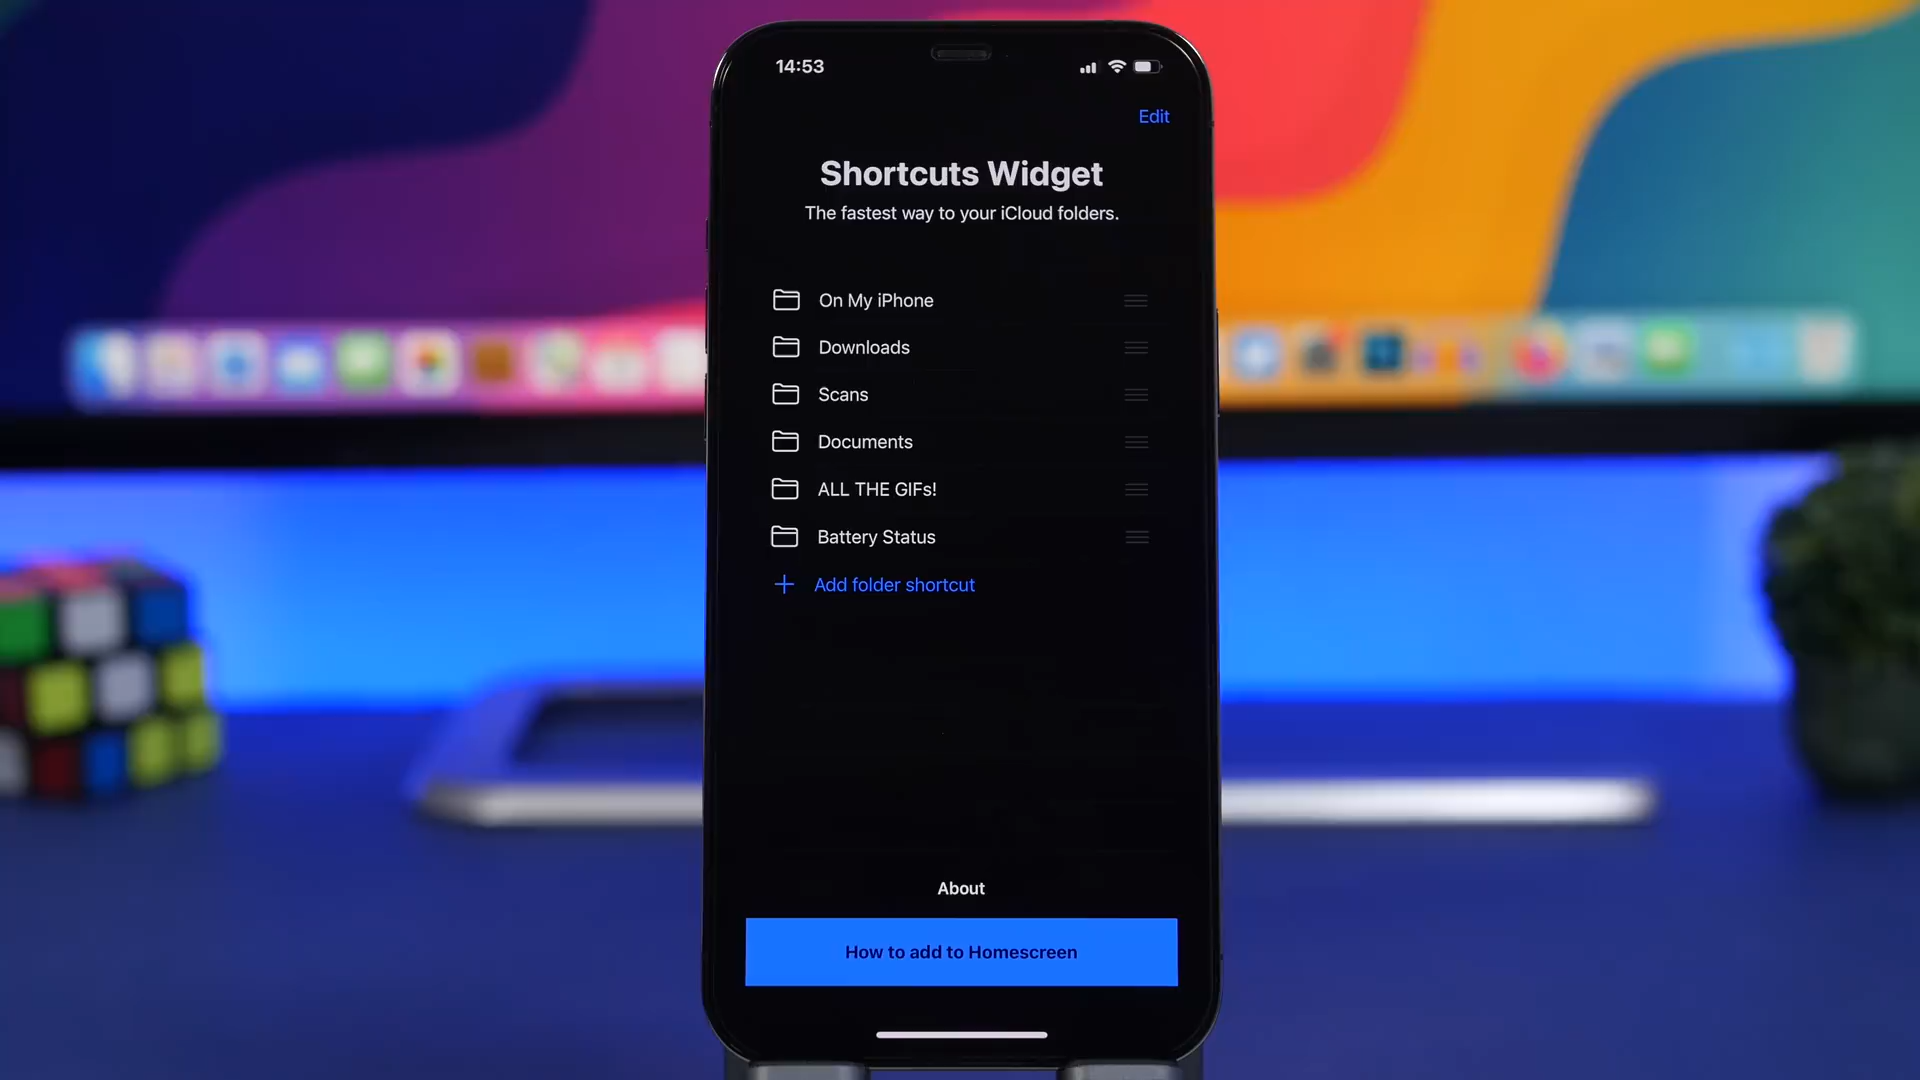 14:53
Edit
Shortcuts Widget
The fastest way to your iCloud folders.
On My iPhone
Downloads
Scans
Documents
ALL THE GIFs!
Battery Status
Add folder shortcut
About
How to add to Homescreen